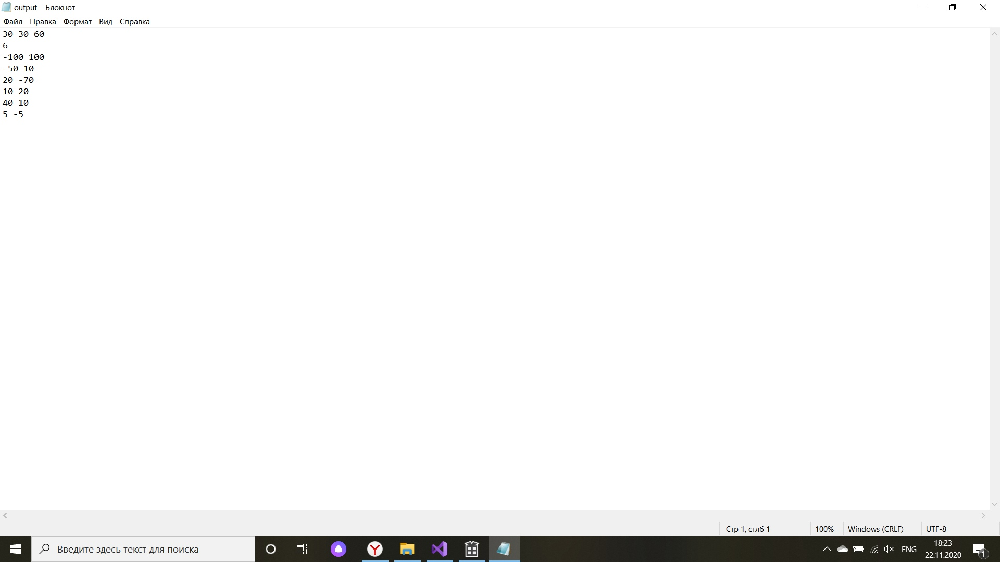 output – Блокнот
Файл Правка Формат Вид Справка
30 30 60
6
-100 100
-50 10
20 -70
10 20
40 10
5 -5
Стр 1, стлб 1 100% Windows (CRLF) UTF-8
Введите здесь текст для поиска
ENG
18:23
22.11.2020
1